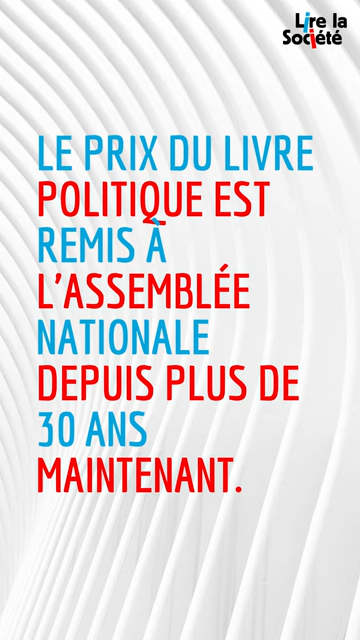 Lire la
Société
LE PRIX DU LIVRE
POLITIQUE EST
REMIS À
L'ASSEMBLÉE
NATIONALE
DEPUIS PLUS DE
30 ANS
MAINTENANT.